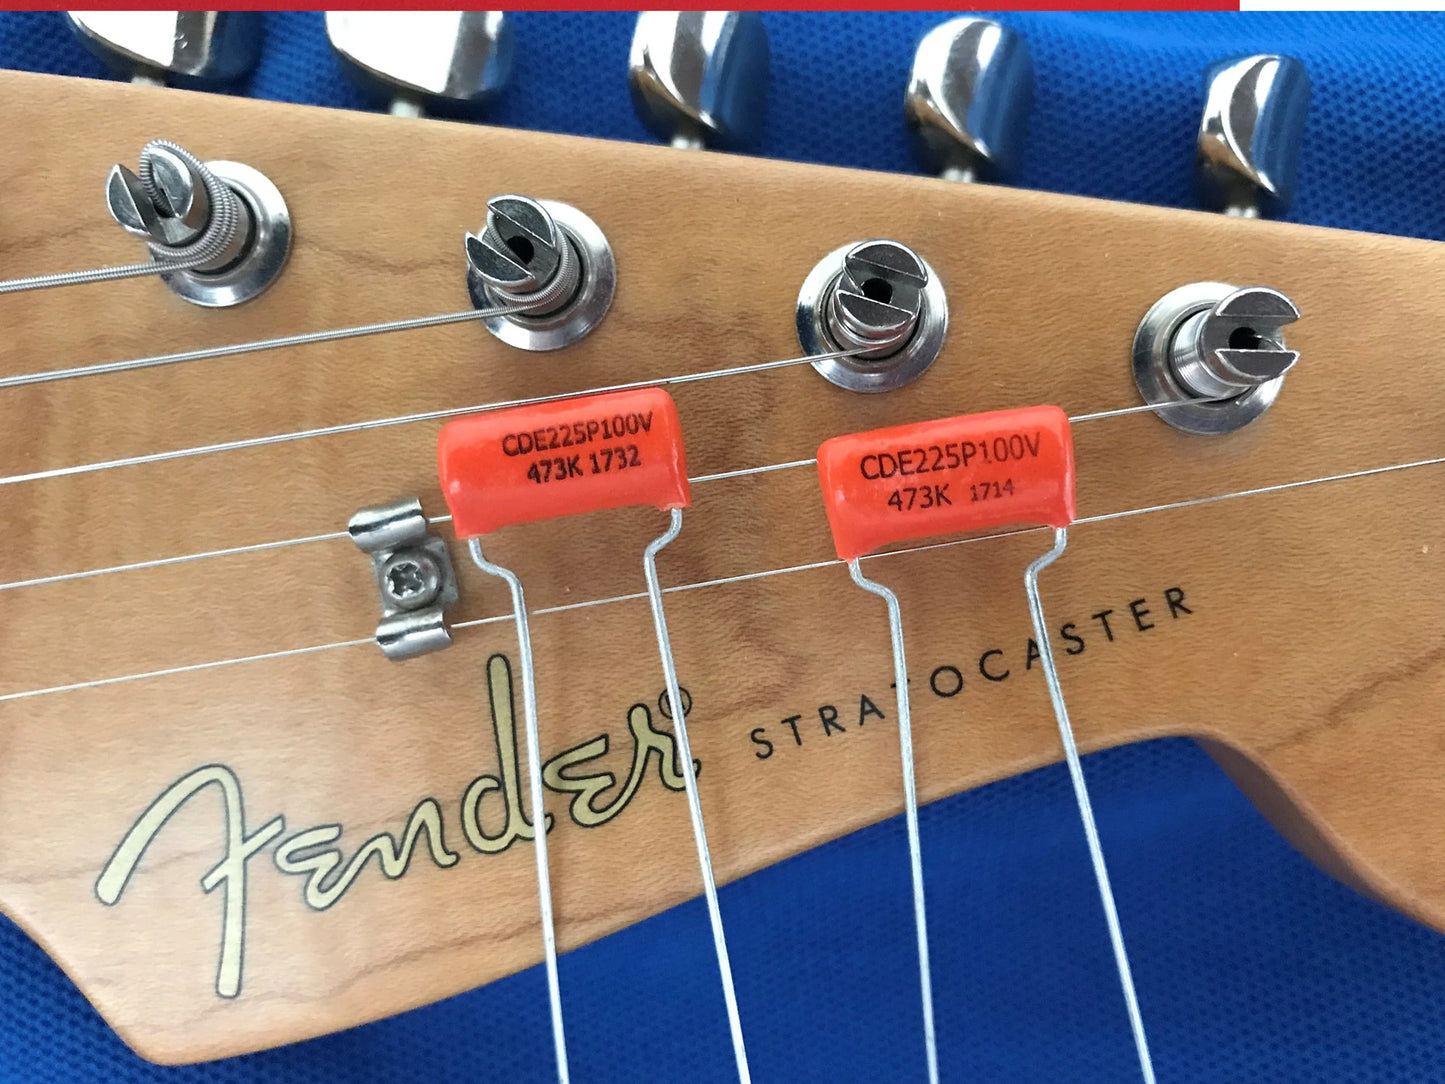 CDE225P100V
473K 1732
CDE225P100V
473K 1714
Fender®
STRATOCASTER